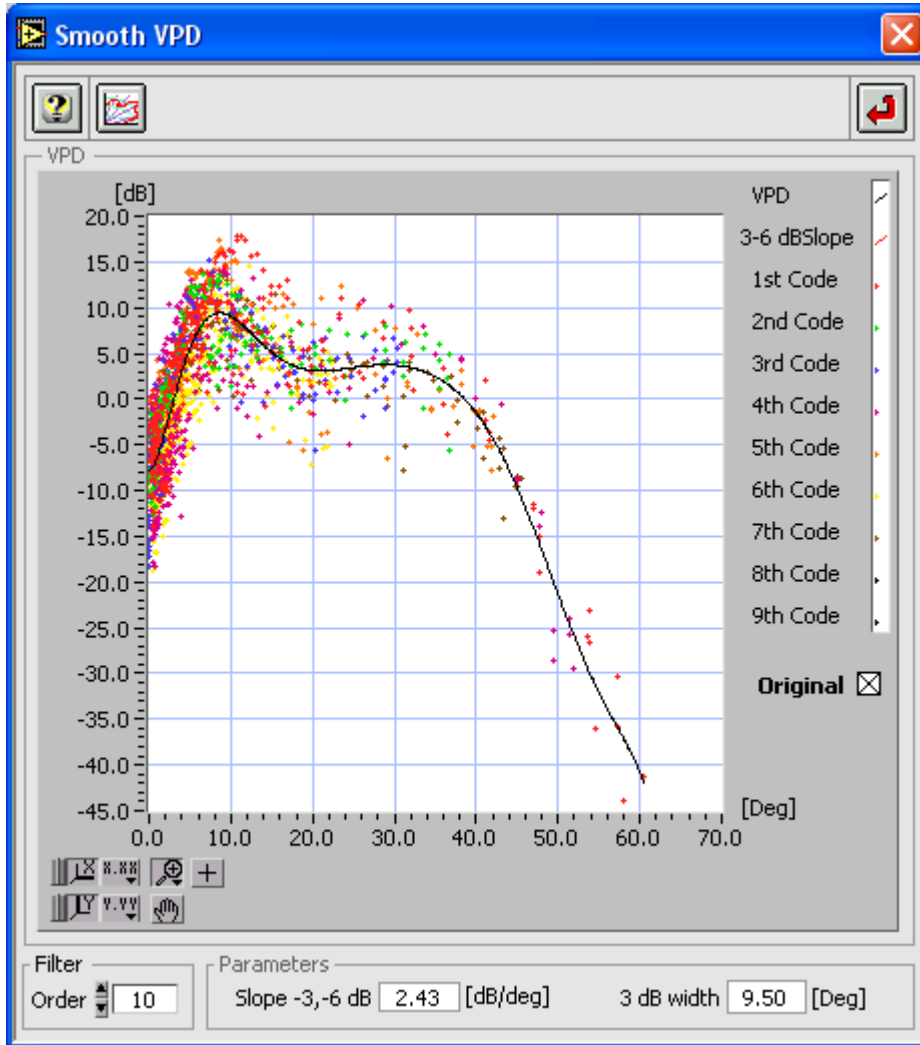 Smooth VPD
VPD
[dB]
20.0
15.0
10.0
5.0
0.0
-5.0
-10.0
-15.0
-20.0
-25.0
-30.0
-35.0
-40.0
-45.0
0.0 10.0 20.0 30.0 40.0 50.0 60.0 70.0
[Deg]
VPD
3-6 dBSlope
1st Code
2nd Code
3rd Code
4th Code
5th Code
6th Code
7th Code
8th Code
9th Code
Original
X 8.88
Y Y.YY
Filter
Order 10
Parameters
Slope -3,-6 dB 2.43 [dB/deg] 3 dB width 9.50 [Deg]